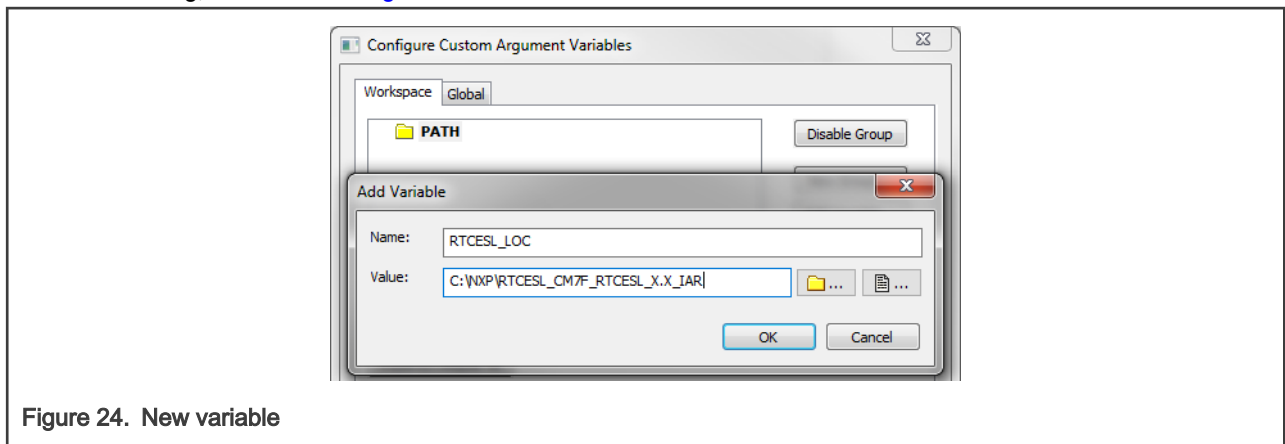 Configure Custom Argument Variables
Workspace Global
PATH
Disable Group
Add Variable
Name: RTCESL_LOC
Value: C:\NXP\RTCESL_CM7F_RTCESL_X.X_IAR ... ...
OK Cancel
Figure 24. New variable